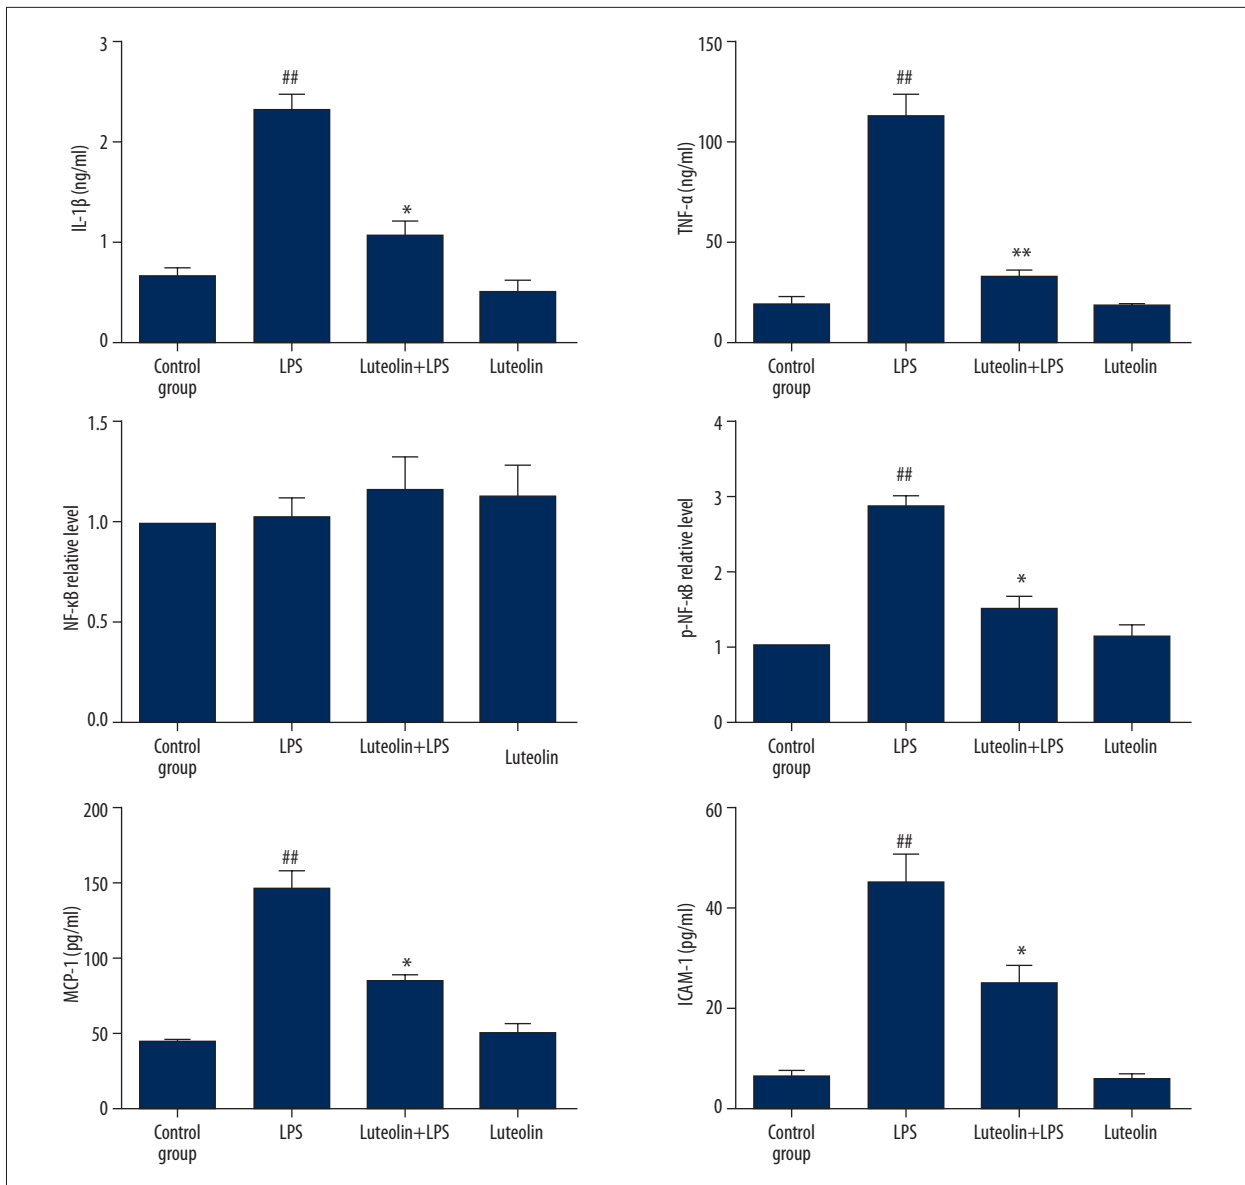 IL-1β (ng/ml)
3
2
1
0
##
*
Control
group
LPS
Luteolin+LPS
Luteolin
TNF-α (ng/ml)
150
100
50
0
##
**
Control
group
LPS
Luteolin+LPS
Luteolin
NF-κB relative level
1.5
1.0
0.5
0.0
Control
group
LPS
Luteolin+LPS
Luteolin
p-NF-κB relative level
4
3
2
1
0
##
*
Control
group
LPS
Luteolin+LPS
Luteolin
MCP-1 (pg/ml)
200
150
100
50
0
##
*
Control
group
LPS
Luteolin+LPS
Luteolin
ICAM-1 (pg/ml)
60
40
20
0
##
*
Control
group
LPS
Luteolin+LPS
Luteolin